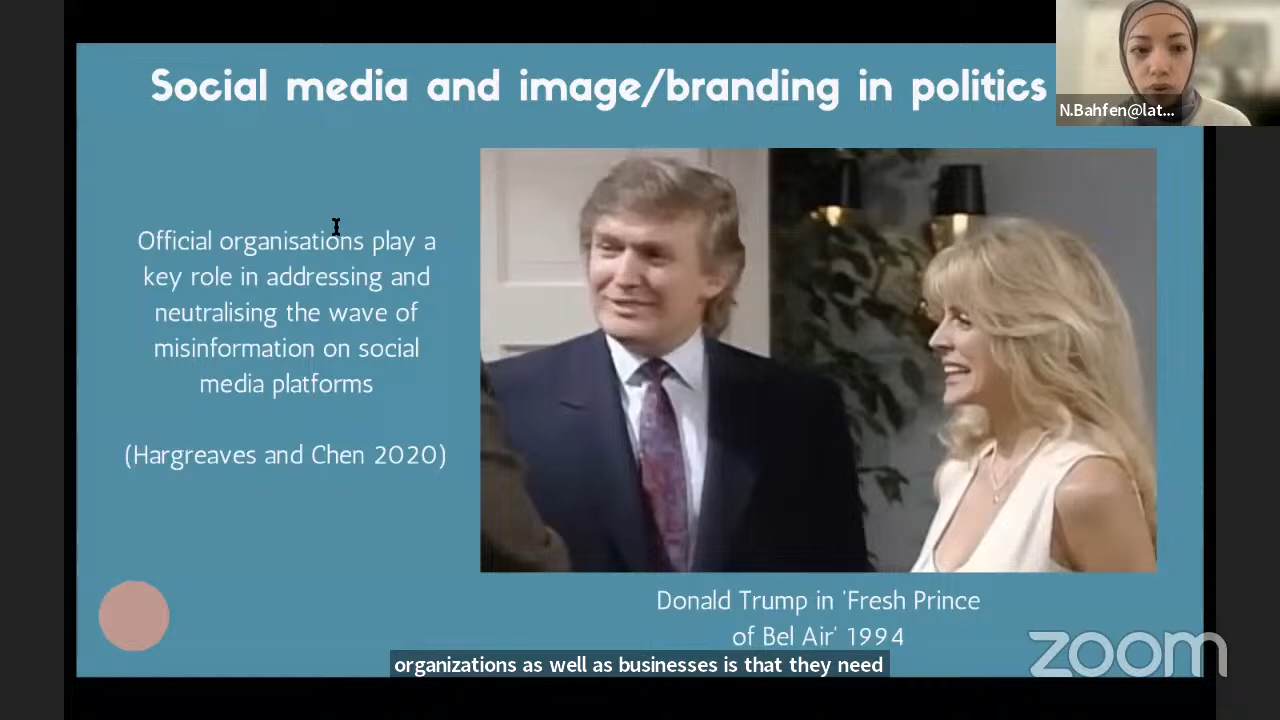 Social media and image/branding in politics
N.Bahfen@lat...
Official organisations play a
key role in addressing and
neutralising the wave of
misinformation on social
media platforms
(Hargreaves and Chen 2020)
Donald Trump in 'Fresh Prince
of Bel Air' 1994
organizations as well as businesses is that they need
zoom